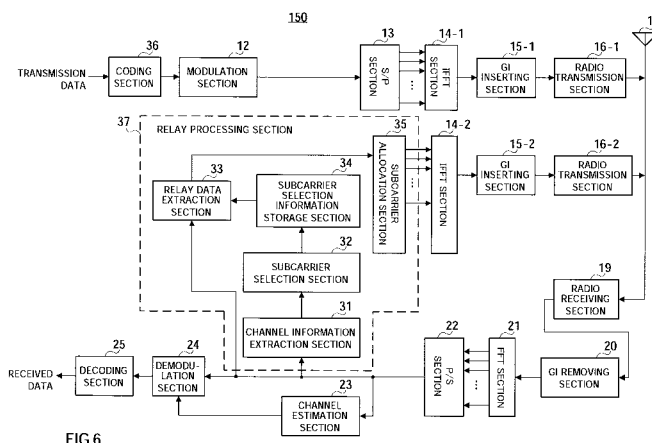 150
36
12
13
14-1
15-1
16-1
1
TRANSMISSION
DATA
CODING
SECTION
MODULATION
SECTION
S/P
SECTION
...
IFFT
SECTION
GI
INSERTING
SECTION
RADIO
TRANSMISSION
SECTION
37
RELAY PROCESSING SECTION
35
14-2
15-2
16-2
33
34
RELAY DATA
EXTRACTION
SECTION
SUBCARRIER
SELECTION
INFORMATION
STORAGE SECTION
SUBCARRIER
ALLOCATION SECTION
...
IFFT SECTION
GI
INSERTING
SECTION
RADIO
TRANSMISSION
SECTION
32
SUBCARRIER
SELECTION SECTION
19
RADIO
RECEIVING
SECTION
31
CHANNEL INFORMATION
EXTRACTION SECTION
25
24
22
21
20
RECEIVED
DATA
DECODING
SECTION
DEMODU-
LATION
SECTION
P/S
SECTION
...
FFT SECTION
GI REMOVING
SECTION
23
CHANNEL
ESTIMATION
SECTION
FIG.6